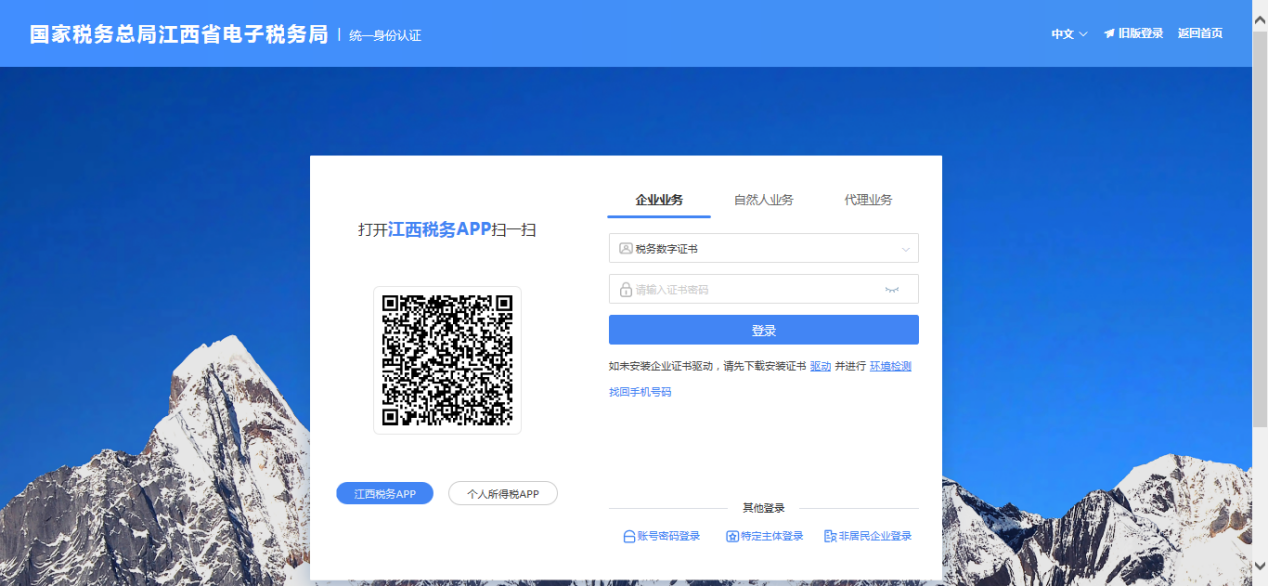 国家税务总局江西省电子税务局 | 统一身份认证
中文 旧版登录 返回首页
打开江西税务APP扫一扫
江西税务APP 个人所得税APP
企业业务 自然人业务 代理业务
税务数字证书
请输入证书密码
登录
如未安装企业证书驱动，请先下载安装证书 驱动 并进行 环境检测
找回手机号码
其他登录
账号密码登录 特定主体登录 非居民企业登录